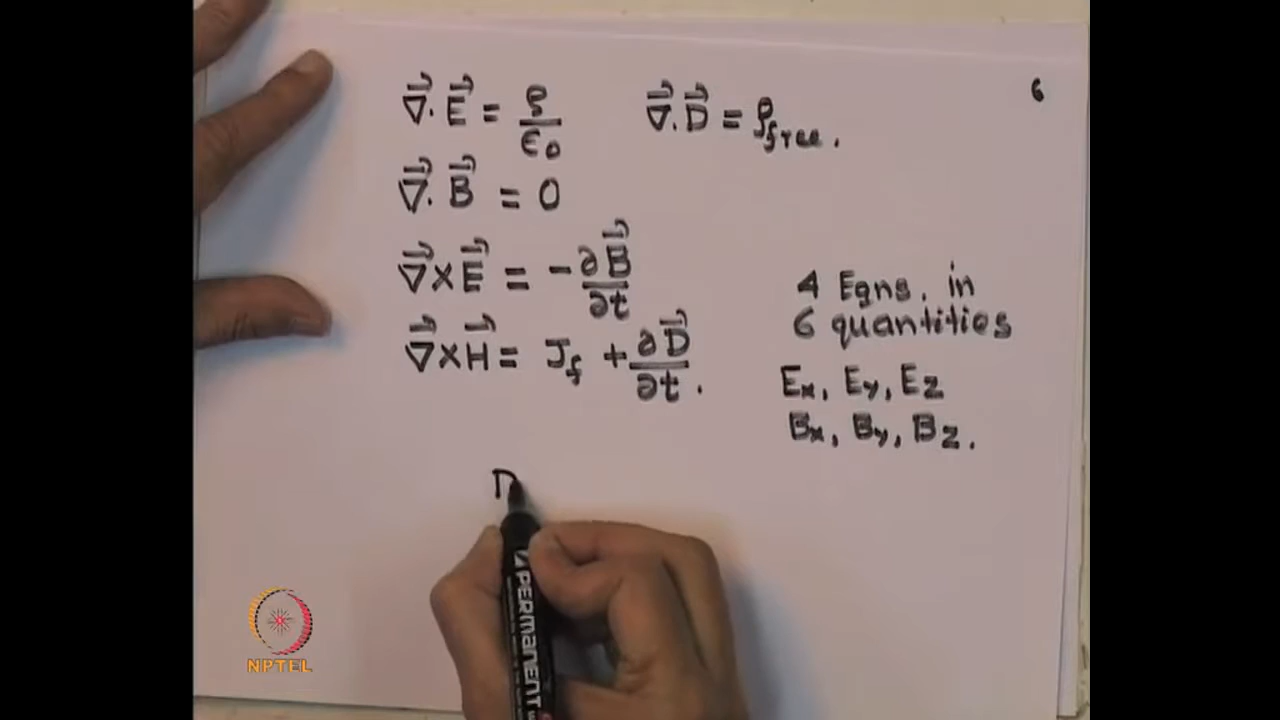 ∇⃗. E⃗ = ρ/ε₀ ∇⃗. D⃗ = ρfree. 6
∇⃗. B⃗ = 0
∇⃗×E⃗ = -∂B⃗/∂t
∇⃗×H⃗ = Jf + ∂D⃗/∂t.
4 Eqns. in
6 quantities
Ex, Ey, Ez
Bx, By, Bz.
PERMANENT
NPTEL